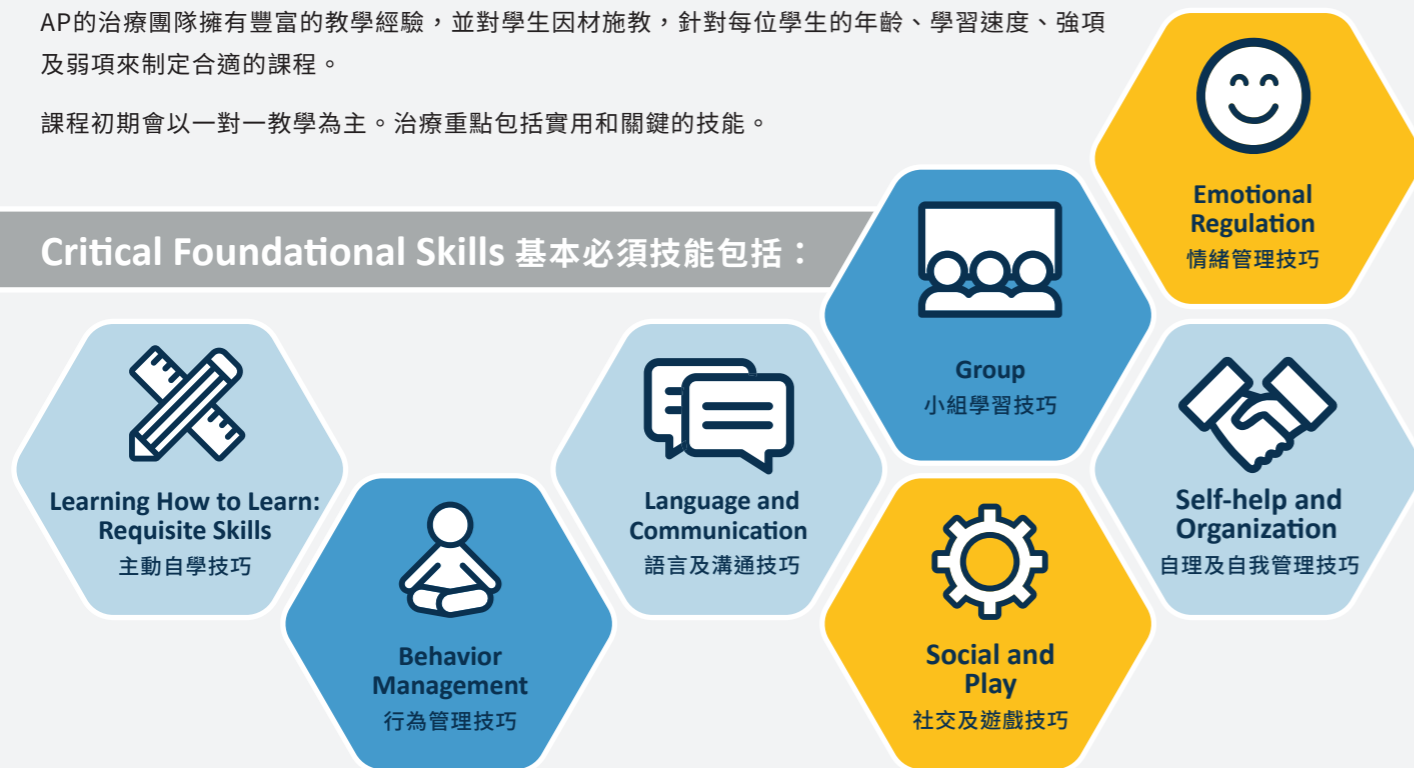 AP的治療團隊擁有豐富的教學經驗，並對學生因材施教，針對每位學生的年齡、學習速度、強項
及弱項來制定合適的課程。
課程初期會以一對一教學為主。治療重點包括實用和關鍵的技能。
Critical Foundational Skills 基本必須技能包括：
Learning How to Learn:
Requisite Skills
主動自學技巧
Behavior
Management
行為管理技巧
Language and
Communication
語言及溝通技巧
Group
小組學習技巧
Social and
Play
社交及遊戲技巧
Emotional
Regulation
情緒管理技巧
Self-help and
Organization
自理及自我管理技巧